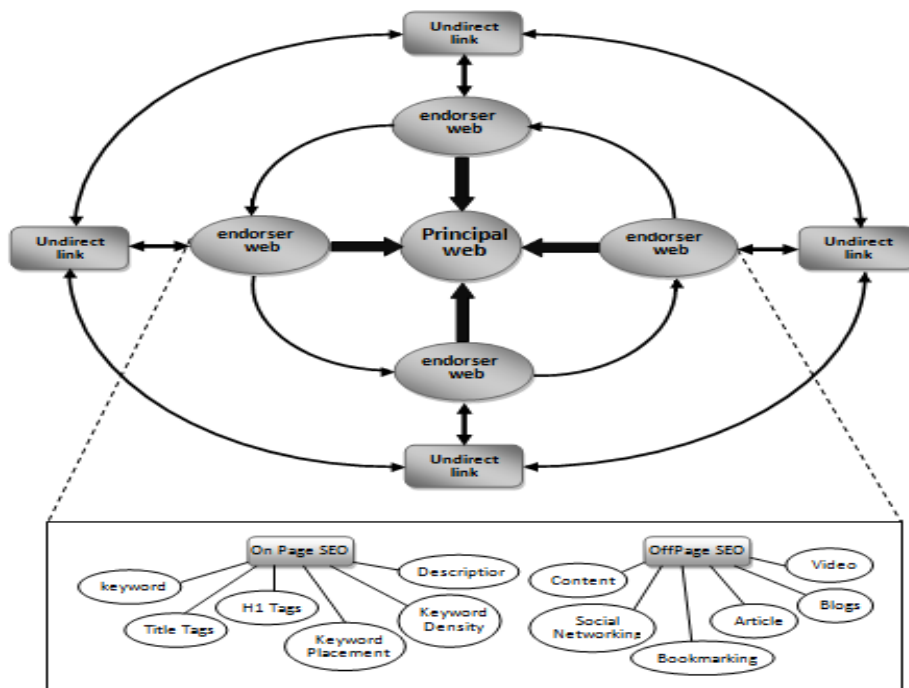 Undirect
link
endorser
web
Undirect
link
endorser
web
Principal
web
endorser
web
Undirect
link
endorser
web
Undirect
link
On Page SEO
OffPage SEO
keyword
Title Tags
H1 Tags
Keyword
Placement
Keyword
Density
Descriptior
Content
Social
Networking
Bookmarking
Article
Blogs
Video